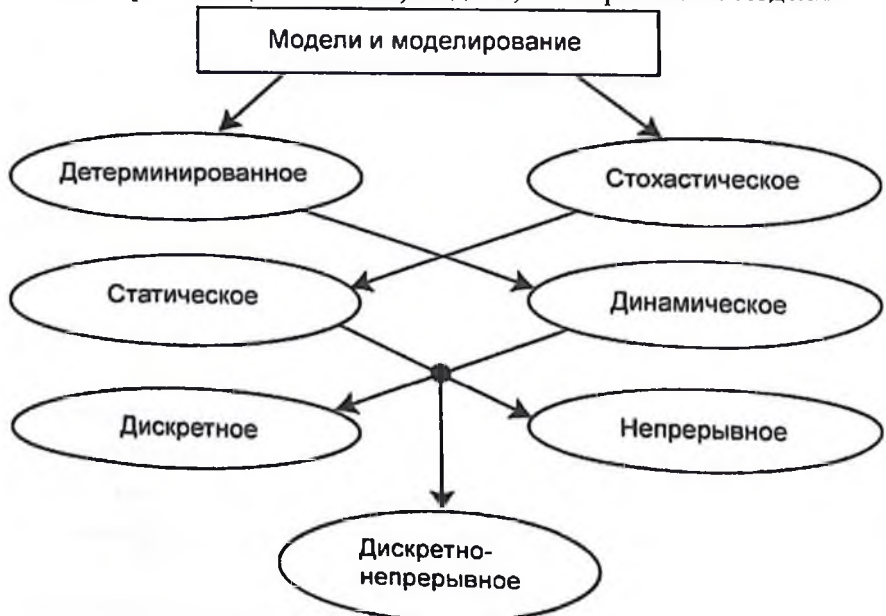 Модели и моделирование
Детерминированное
Стохастическое
Статическое
Динамическое
Дискретное
Непрерывное
Дискретно-
непрерывное